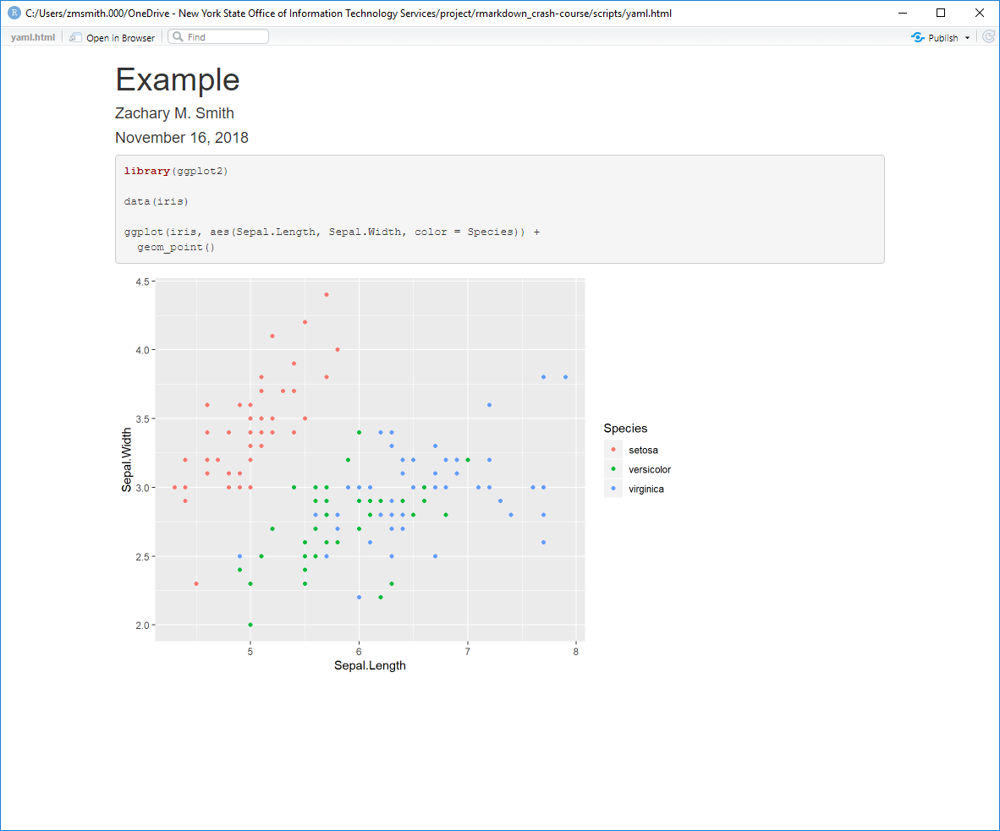 R C:/Users/zmsmith.000/OneDrive - New York State Office of Information Technology Services/project/rmarkdown_crash-course/scripts/yaml.html
yaml.html Open in Browser Find Publish
Example
Zachary M. Smith
November 16, 2018
library(ggplot2)
data(iris)
ggplot(iris, aes(Sepal.Length, Sepal.Width, color = Species)) +
  geom_point()
4.5
4.0
3.5
3.0
2.5
2.0
Sepal.Width
5 6 7 8
Sepal.Length
Species
setosa
versicolor
virginica